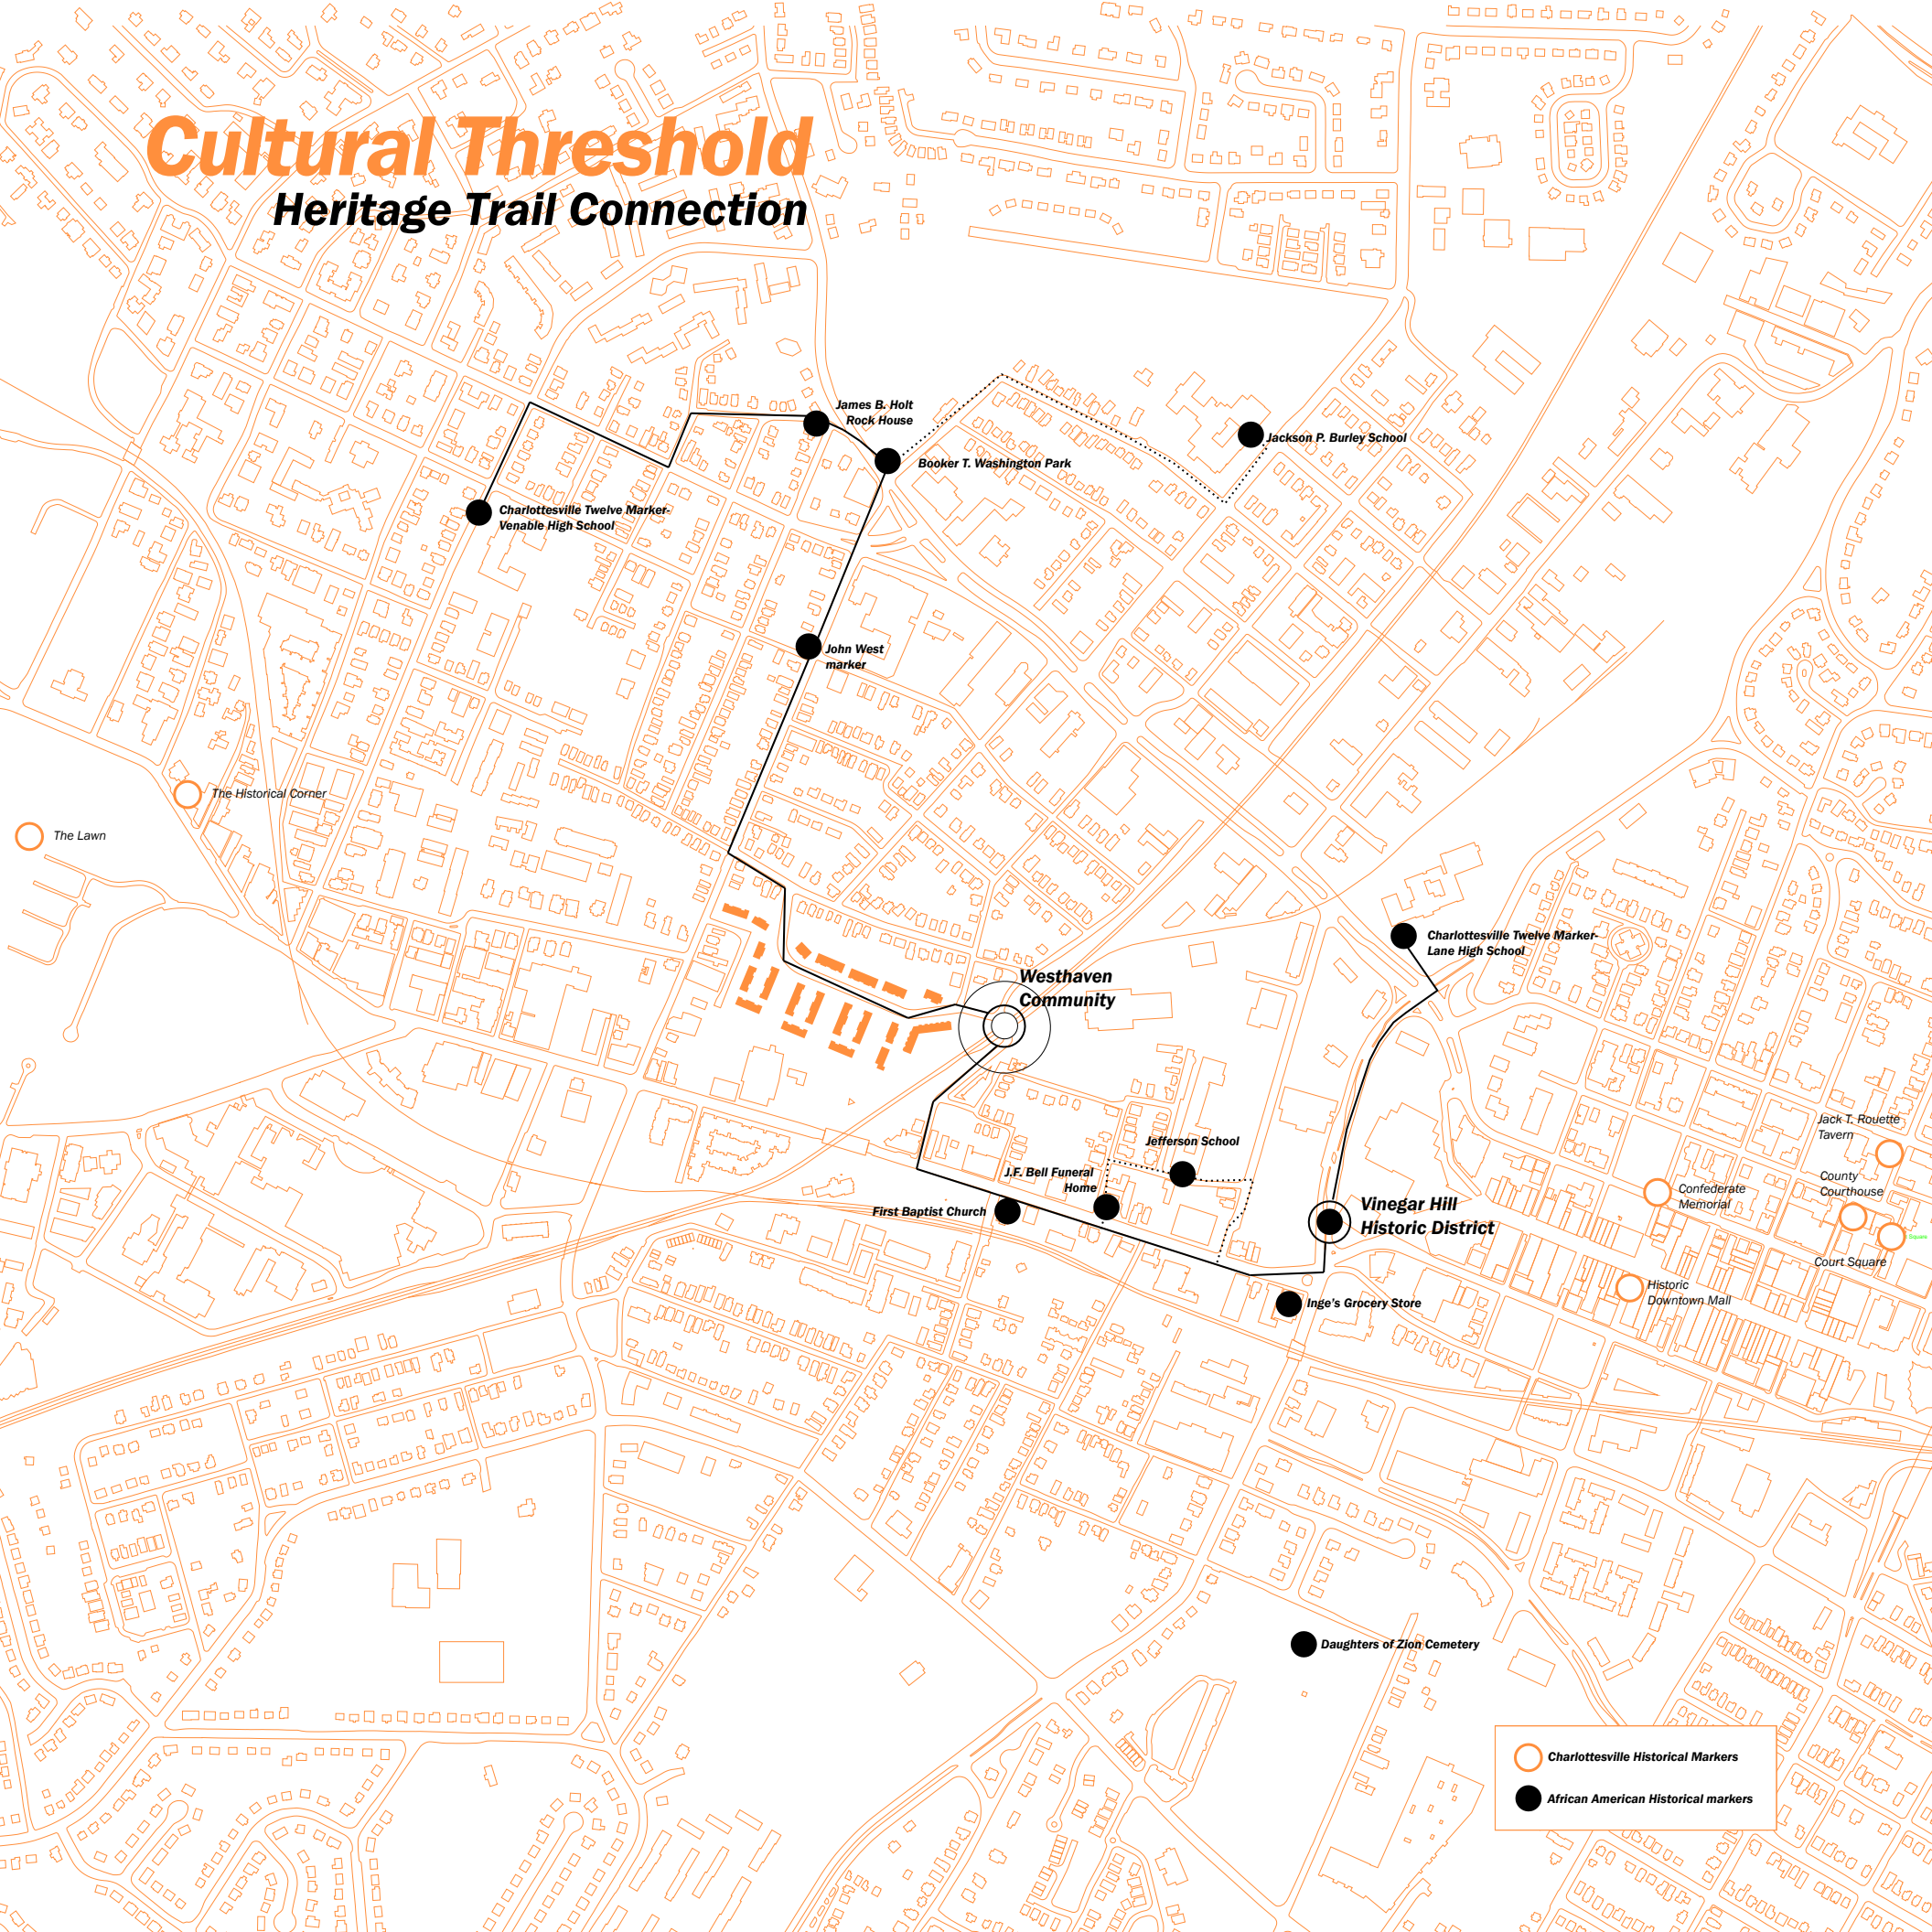 Cultural Threshold
Heritage Trail Connection
James B. Holt
Rock House
Jackson P. Burley School
Booker T. Washington Park
Charlottesville Twelve Marker-
Venable High School
John West
marker
The Historical Corner
The Lawn
Charlottesville Twelve Marker-
Lane High School
Westhaven
Community
Jack T. Rouette
Tavern
Jefferson School
J.F. Bell Funeral
Home
County
Courthouse
Confederate
Memorial
First Baptist Church
Vinegar Hill
Historic District
Square
Court Square
Historic
Downtown Mall
Inge's Grocery Store
Daughters of Zion Cemetery
Charlottesville Historical Markers
African American Historical markers